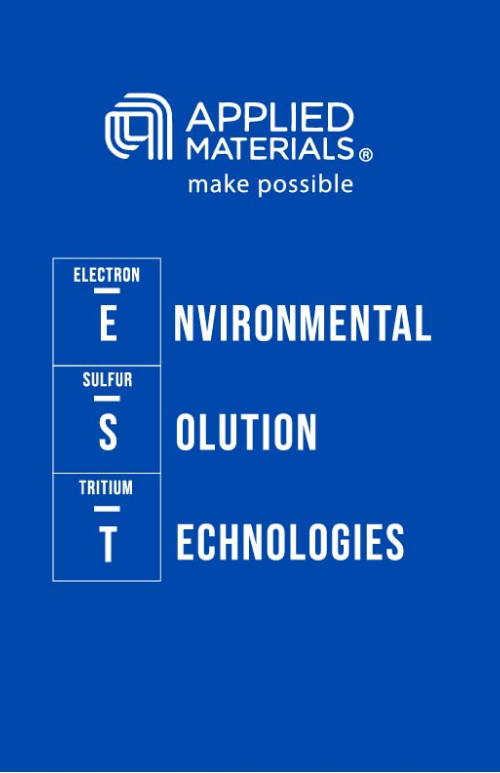 APPLIED
MATERIALS®
make possible
ELECTRON
E NVIRONMENTAL
SULFUR
S OLUTION
TRITIUM
T ECHNOLOGIES